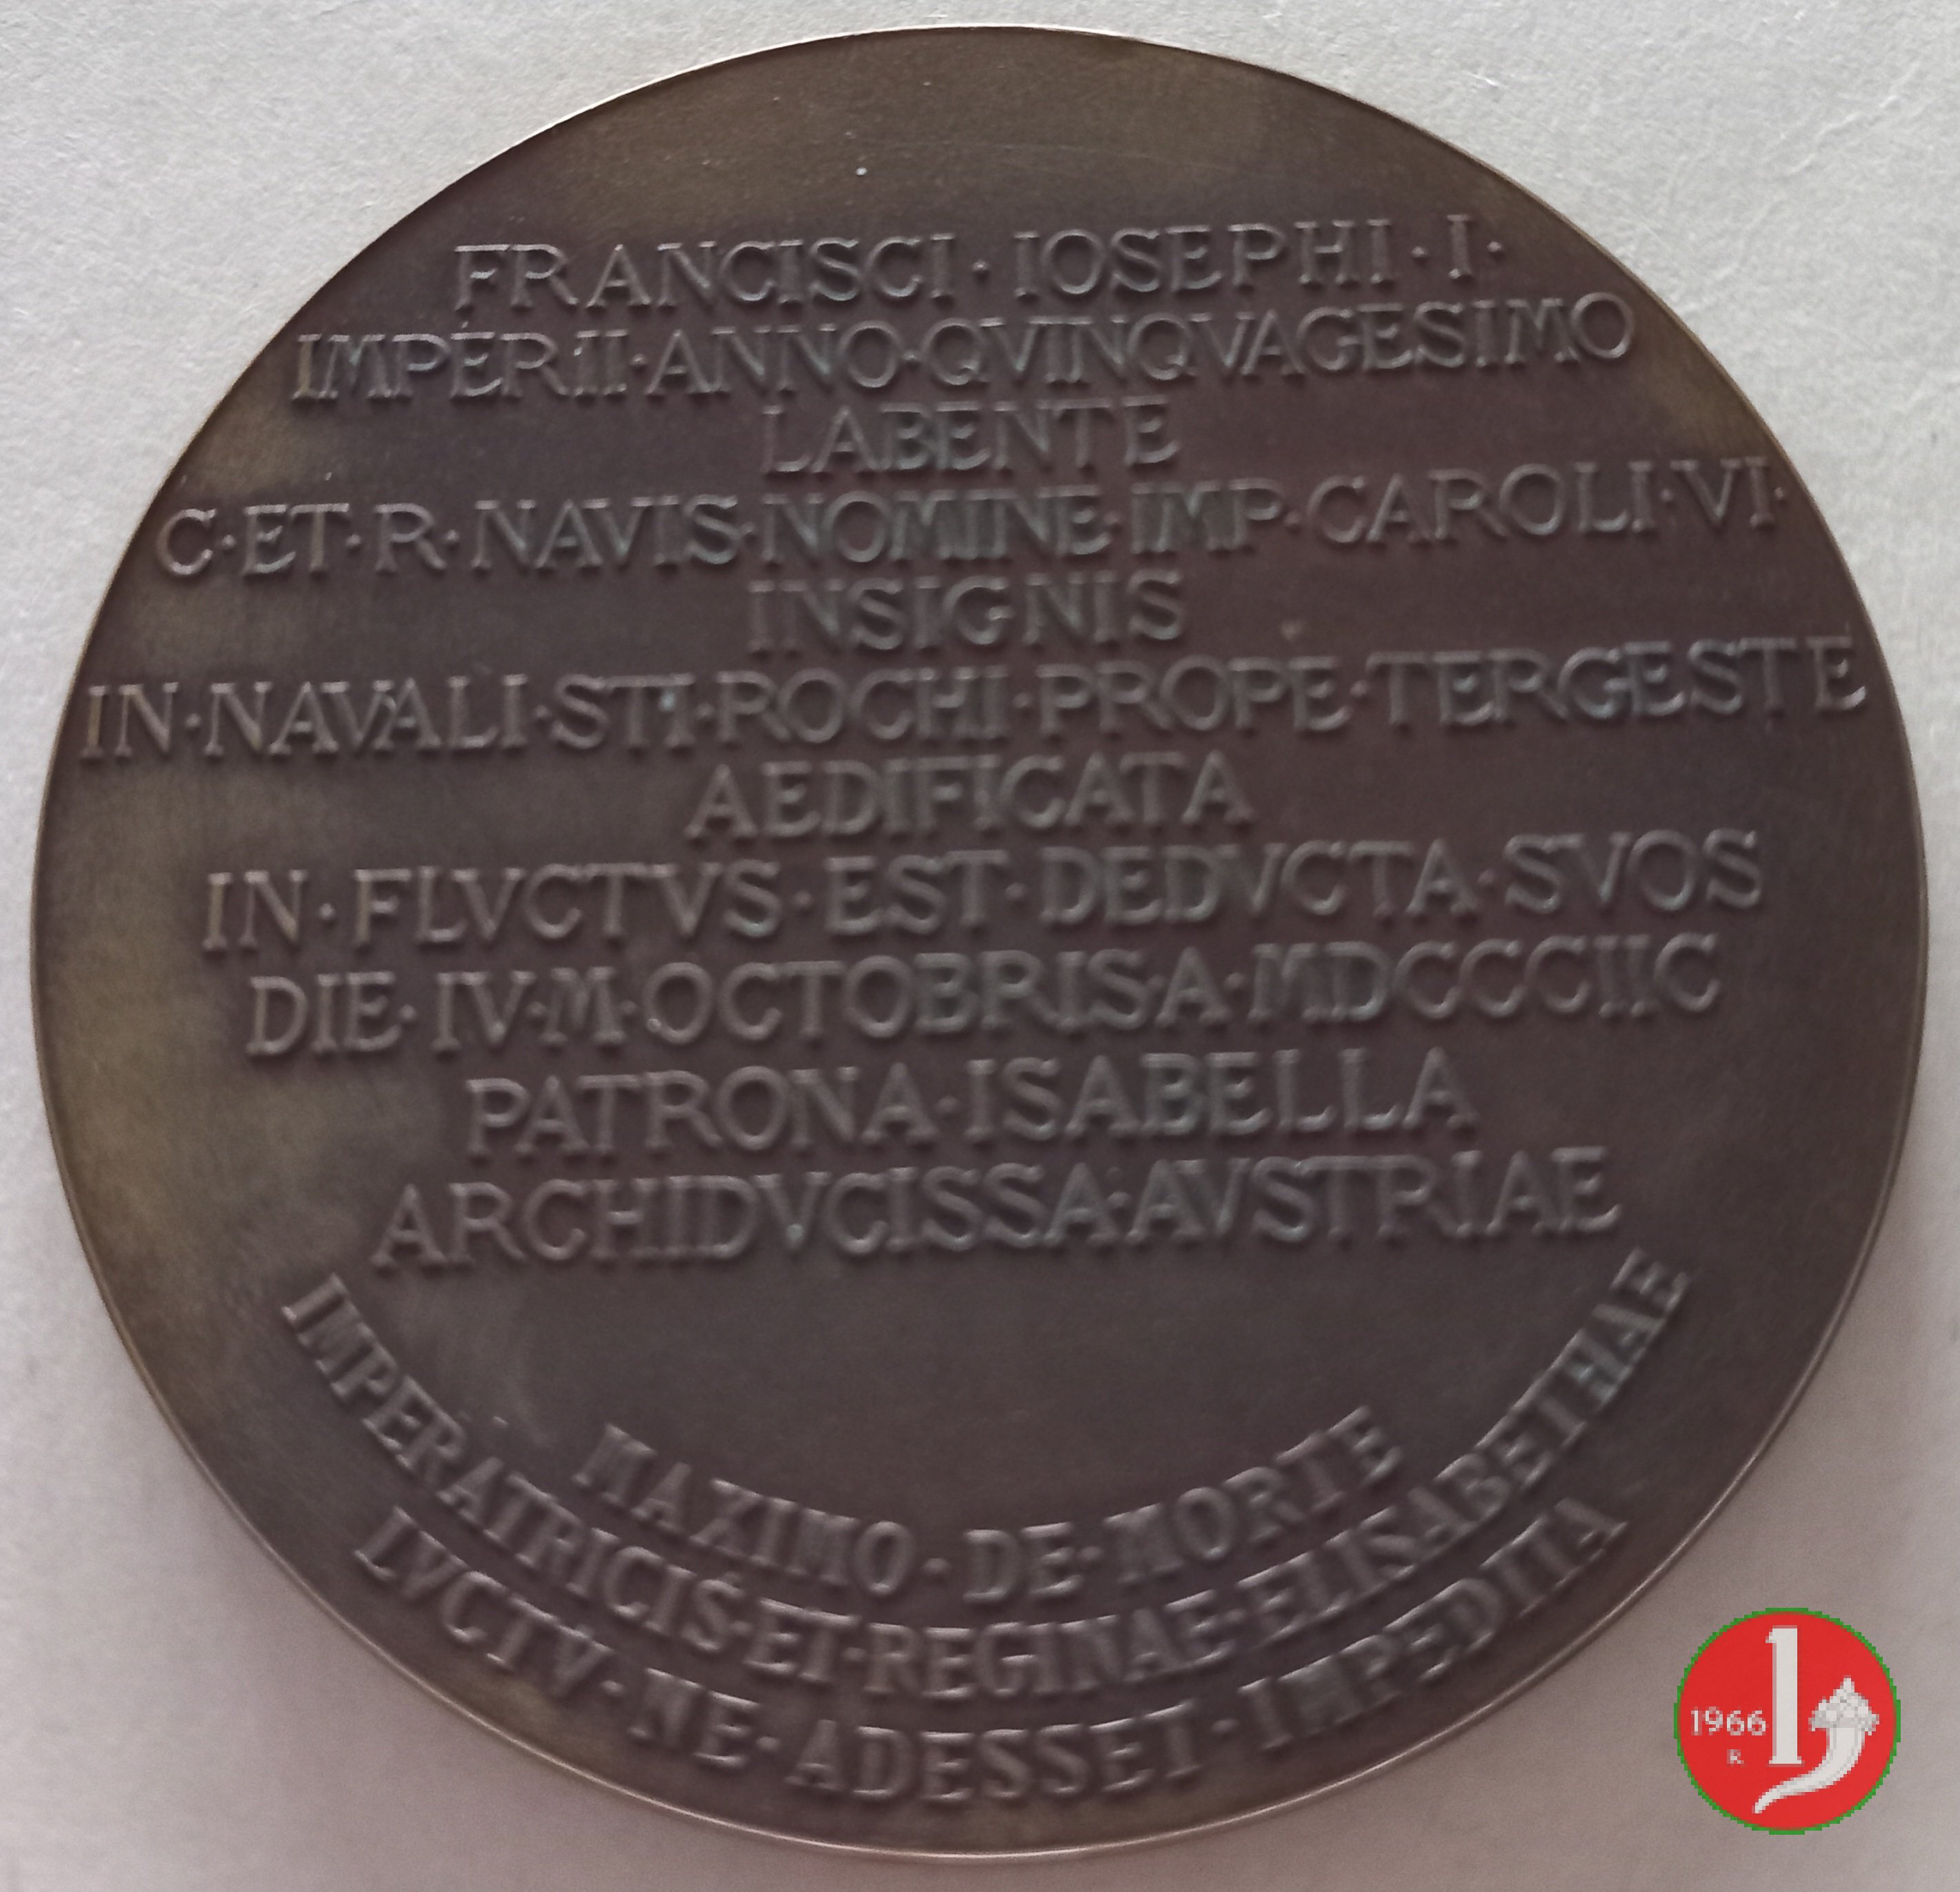 FRANCISCI · IOSEPHI · I ·
IMPERII · ANNO · QVINQVAGESIMO
LABENTE
C · ET · R · NAVIS · NOMINE · IMP · CAROLI · VI ·
INSIGNIS
IN · NAVALI · STI · ROCHI · PROPE · TERGESTE
AEDIFICATA
IN · FLVCTVS · EST · DEDVCTA · SVOS
DIE · IV · M · OCTOBRIS · A · MDCCCIIC
PATRONA · ISABELLA
ARCHIDVCISSA · AVSTRIAE
MAXIMO · DE · MORTE
IMPERATRICIS · ET · REGINAE · ELISABETHAE
LVCTV · NE · ADESSET · IMPEDITA
1966
R